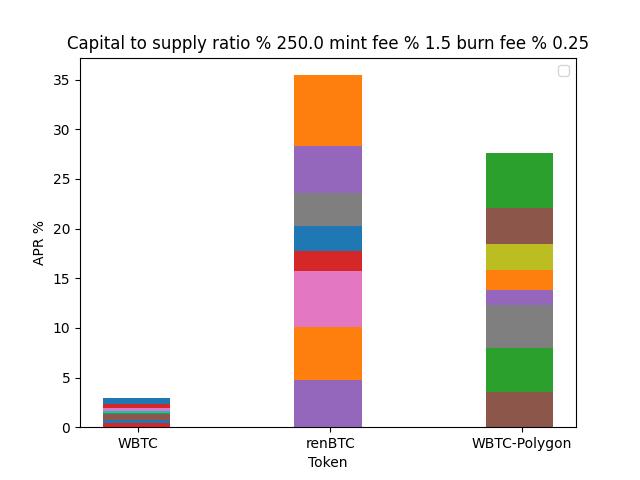 Capital to supply ratio % 250.0 mint fee % 1.5 burn fee % 0.25
35
30
25
20
15
10
5
0
APR %
WBTC renBTC WBTC-Polygon
Token